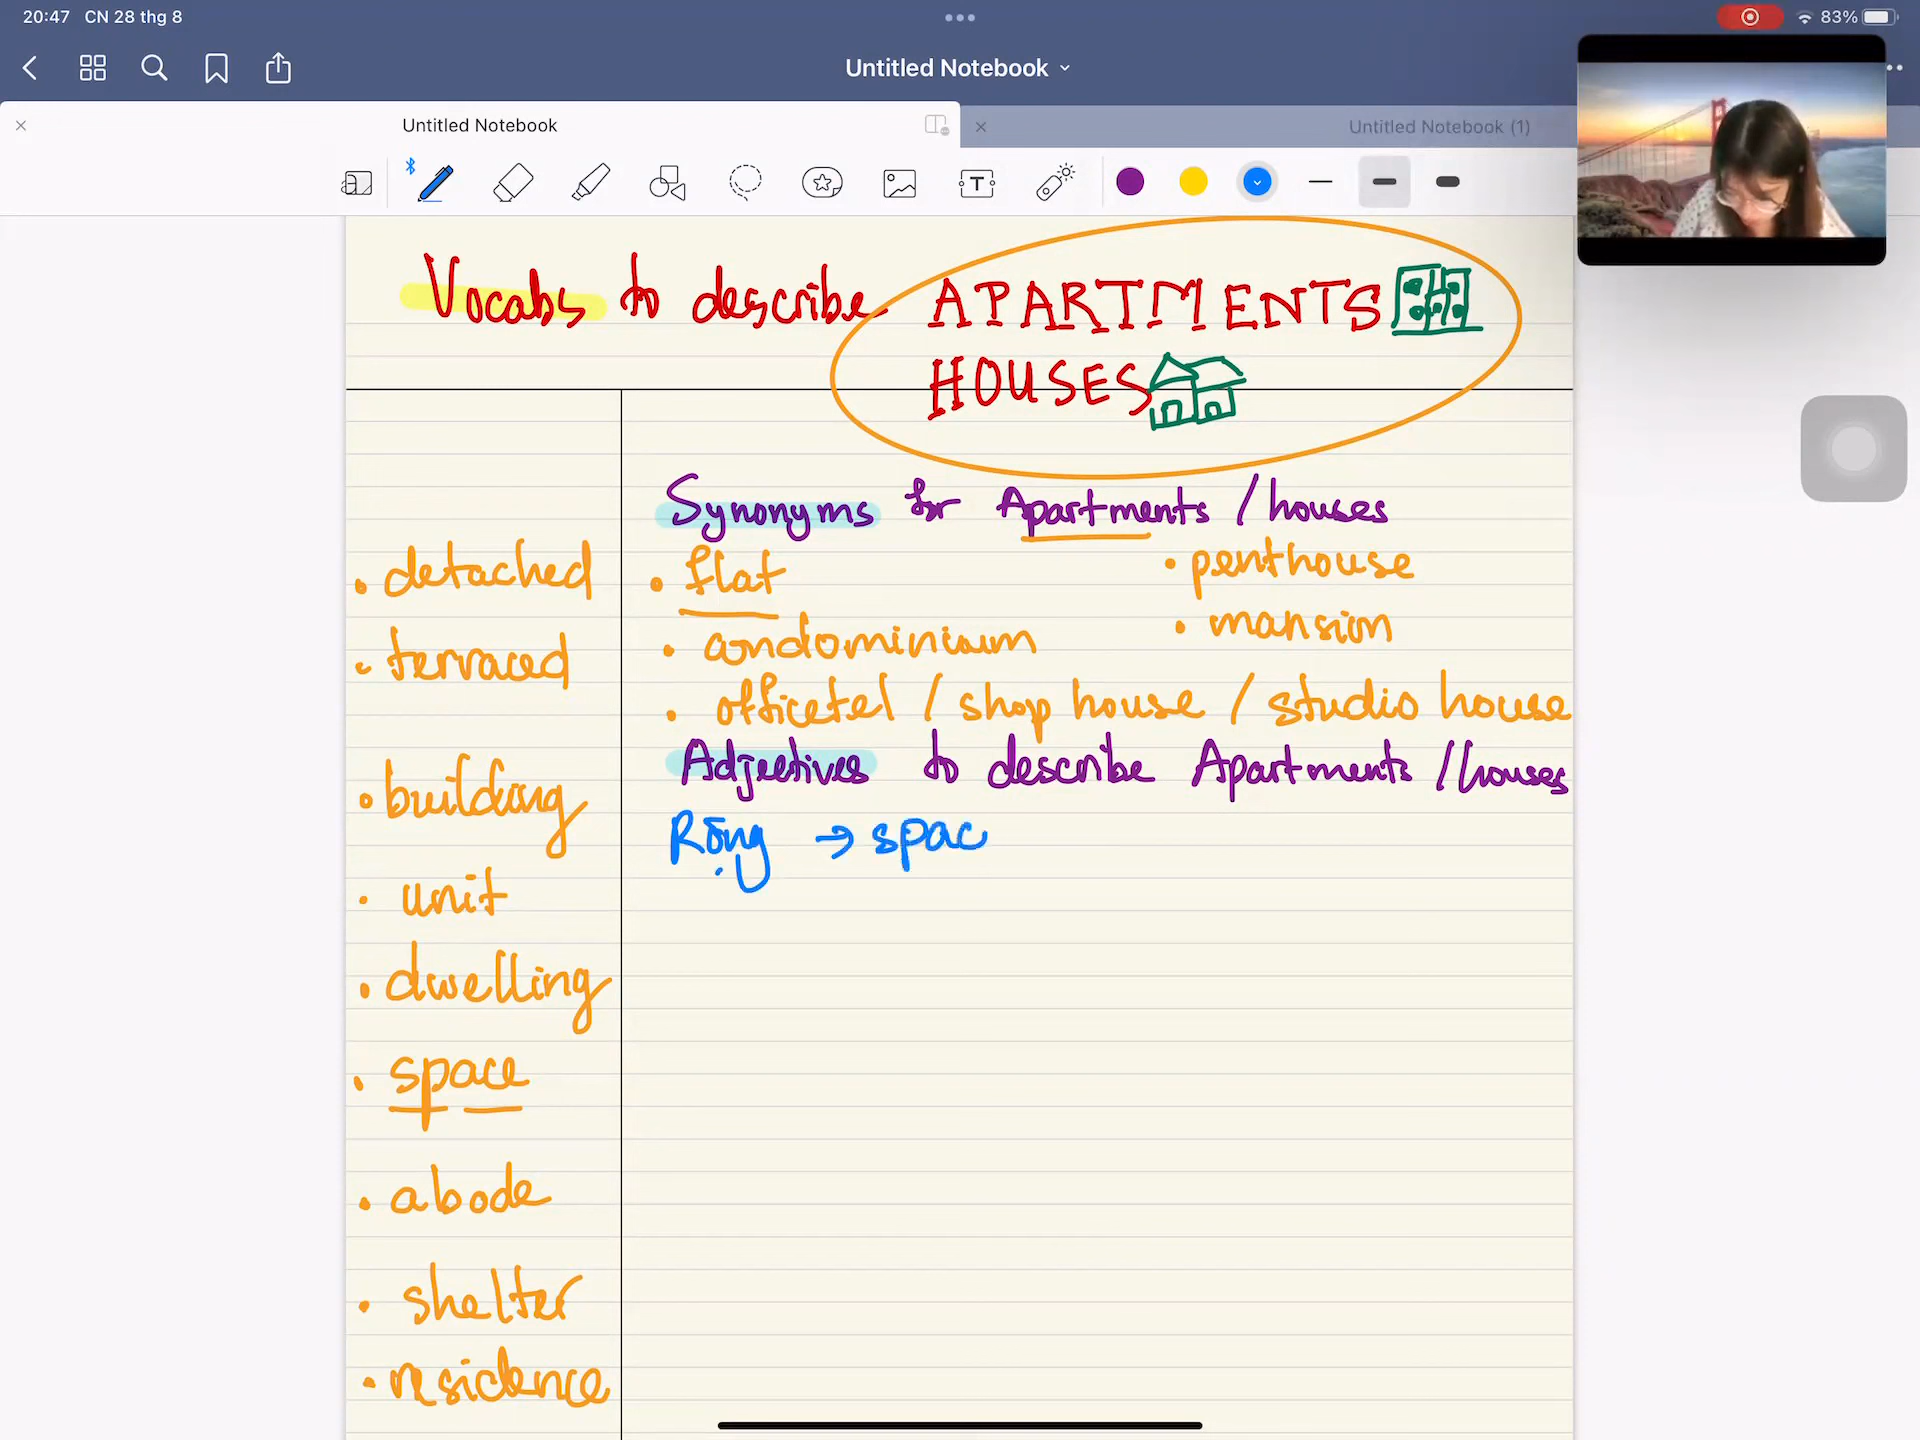 20:47 CN 28 thg 8
83%
Untitled Notebook
Untitled Notebook
Untitled Notebook (1)
Vocabs to describe APARTMENTS
HOUSES
Synonyms for Apartments / houses
• flat
• penthouse
• condominium
• mansion
• officetel / shop house / studio house
Adjectives to describe Apartments / houses
Rộng → spac
• detached
• terraced
• building
• unit
• dwelling
• space
• abode
• shelter
• residence